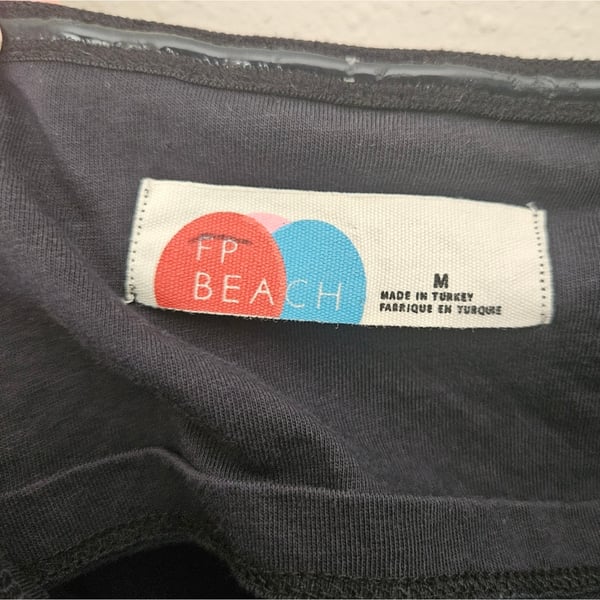 FP
BEACH
M
MADE IN TURKEY
FABRIQUE EN TURQUIE